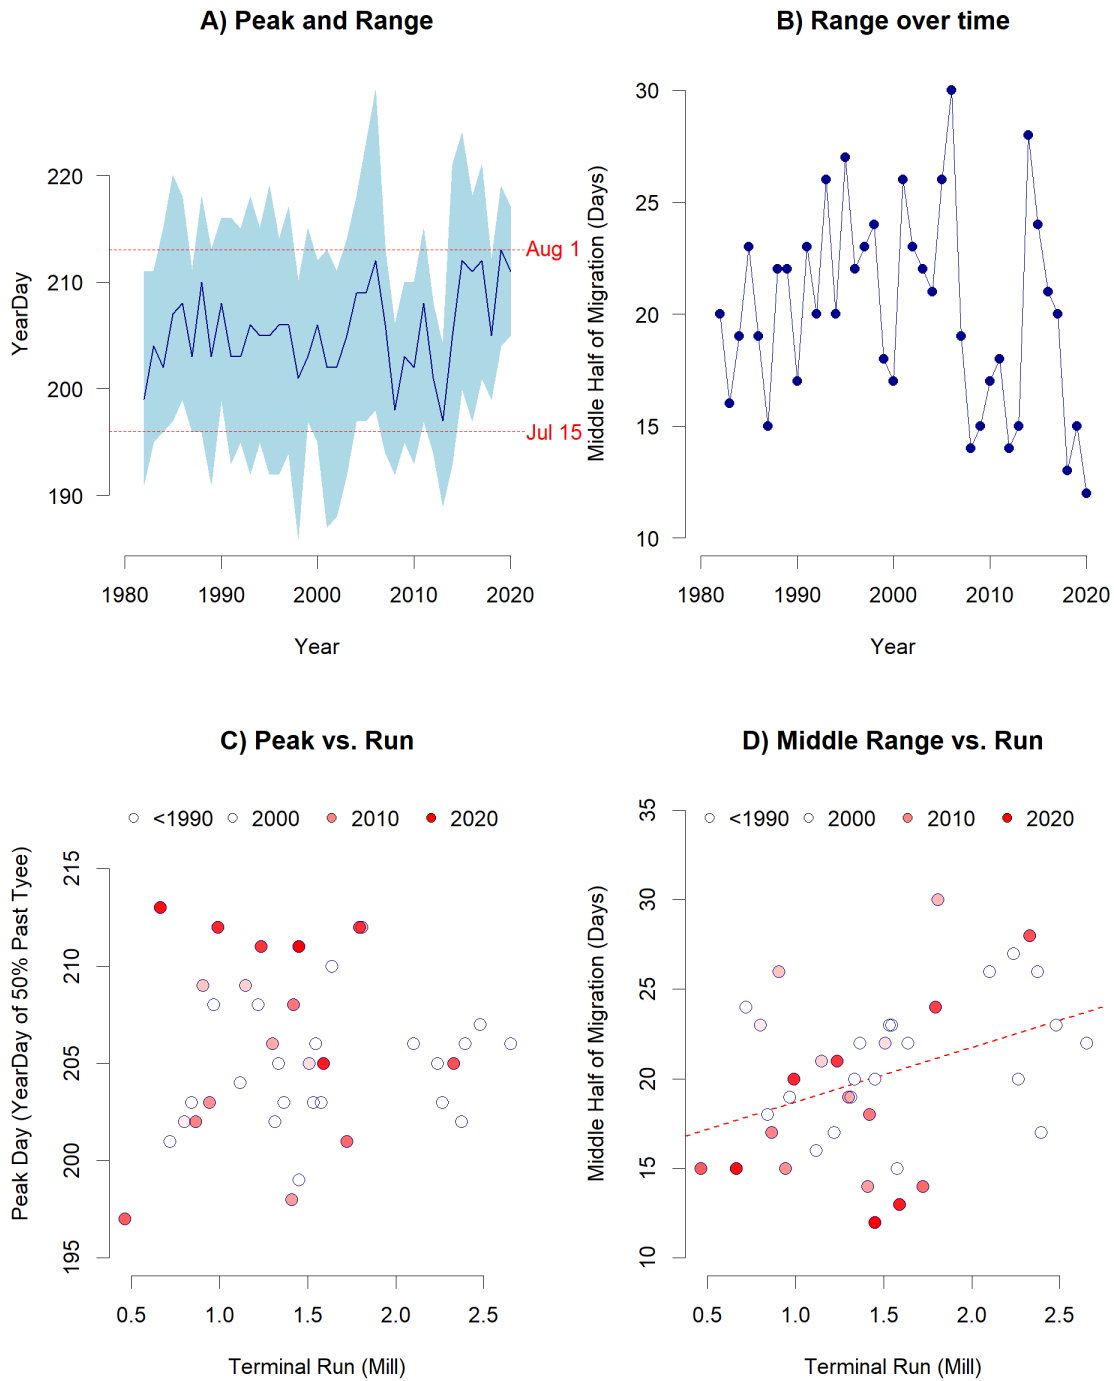 A) Peak and Range
YearDay
220
210
200
190
Aug 1
Jul 15
1980 1990 2000 2010 2020
Year
B) Range over time
Middle Half of Migration (Days)
30
25
20
15
10
1980 1990 2000 2010 2020
Year
C) Peak vs. Run
<1990 2000 2010 2020
Peak Day (YearDay of 50% Past Tyee)
215
210
205
200
195
0.5 1.0 1.5 2.0 2.5
Terminal Run (Mill)
D) Middle Range vs. Run
<1990 2000 2010 2020
Middle Half of Migration (Days)
35
30
25
20
15
10
0.5 1.0 1.5 2.0 2.5
Terminal Run (Mill)